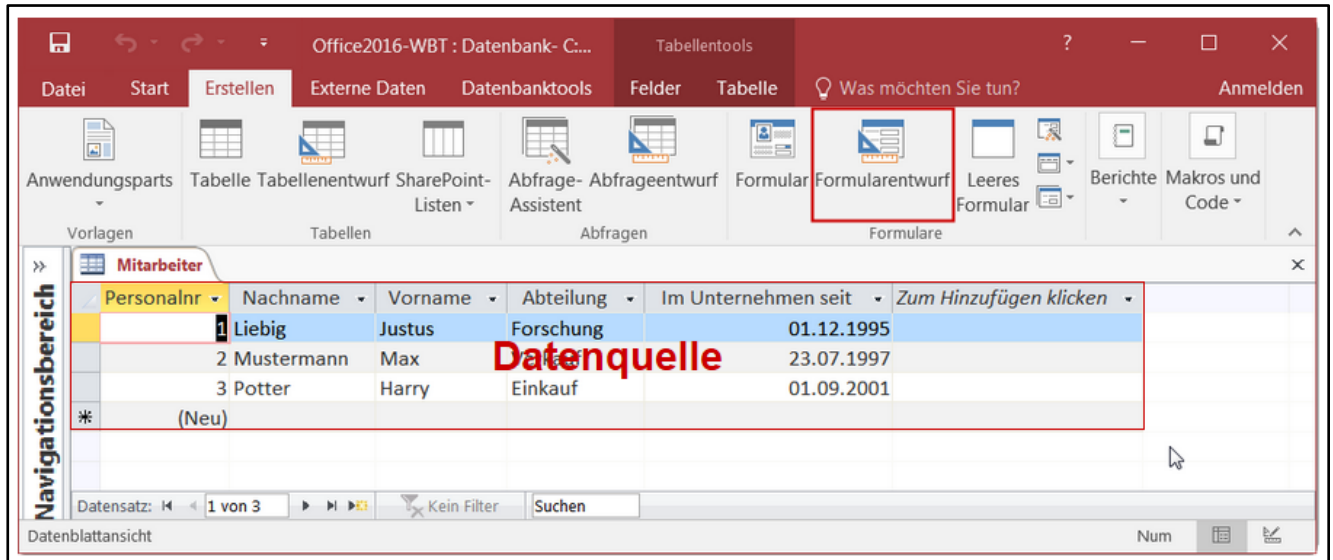 Office2016-WBT : Datenbank- C:... Tabellentools ?
Datei Start Erstellen Externe Daten Datenbanktools Felder Tabelle Was möchten Sie tun? Anmelden
Anwendungsparts Tabelle Tabellenentwurf SharePoint- Listen Abfrage- Assistent Abfrageentwurf Formular Formularentwurf Leeres Formular Berichte Makros und Code
Vorlagen Tabellen Abfragen Formulare
Mitarbeiter
Personalnr Nachname Vorname Abteilung Im Unternehmen seit Zum Hinzufügen klicken
1 Liebig Justus Forschung 01.12.1995
2 Mustermann Max Verkauf 23.07.1997
Datenquelle
3 Potter Harry Einkauf 01.09.2001
(Neu)
Navigationsbereich
Datensatz: 1 von 3 Kein Filter Suchen
Datenblattansicht Num